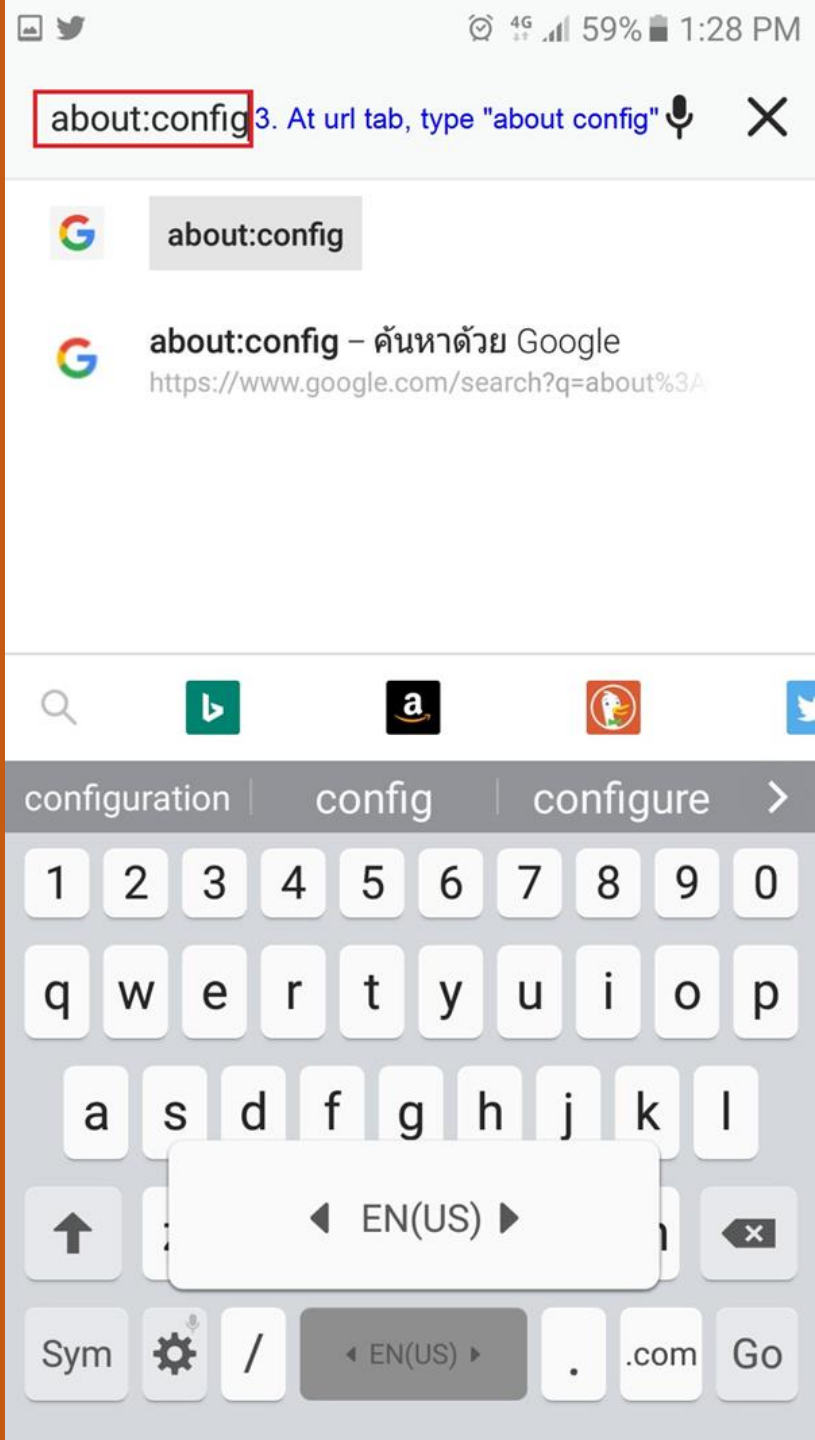 4G 59% 1:28 PM
about:config 3. At url tab, type "about config"
about:config
about:config – ค้นหาด้วย Google
https://www.google.com/search?q=about%3A
configuration config configure
1 2 3 4 5 6 7 8 9 0
q w e r t y u i o p
a s d f g h j k l
EN(US)
Sym / EN(US) . .com Go